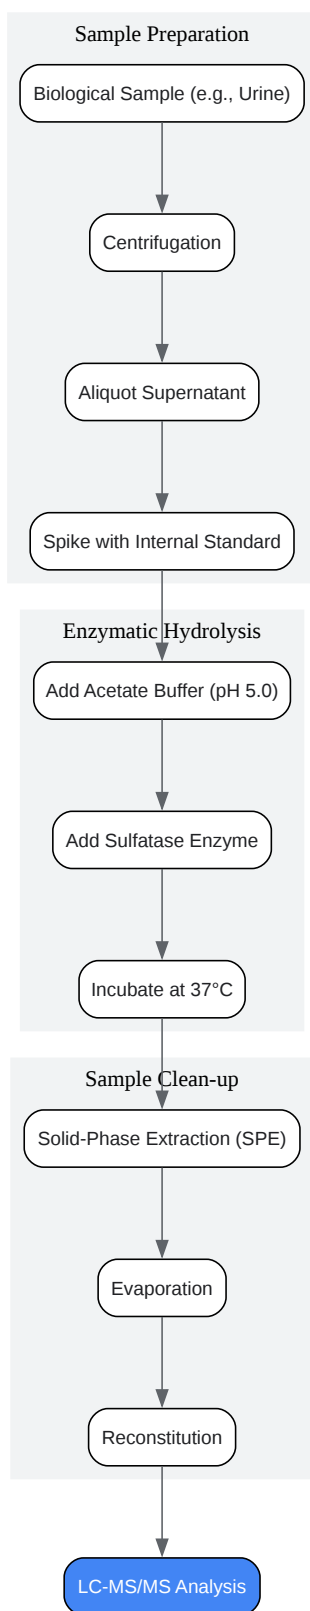 Sample Preparation
Biological Sample (e.g., Urine)
Centrifugation
Aliquot Supernatant
Spike with Internal Standard
Enzymatic Hydrolysis
Add Acetate Buffer (pH 5.0)
Add Sulfatase Enzyme
Incubate at 37°C
Sample Clean-up
Solid-Phase Extraction (SPE)
Evaporation
Reconstitution
LC-MS/MS Analysis